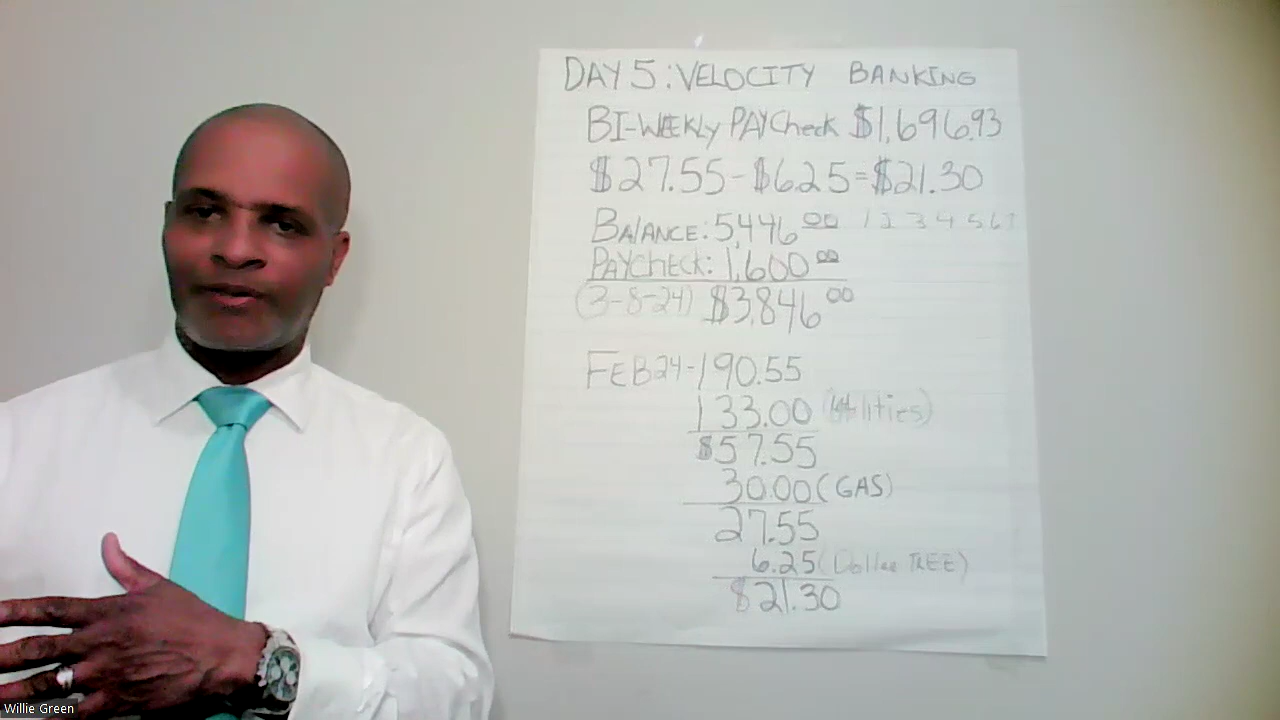 DAY 5: VELOCITY BANKING
BI-WEEKLY PAYCheck $1,696.93
$27.55-$6.25=$21.30
BALANCE: 5,446 00 1 2 3 4 5 6 7
PAYCHECK: 1,600 00
(3-8-24) $3,846 00
FEB 24-190.55
133.00 (Utilities)
$57.55
30.00 (GAS)
27.55
6.25 (Dollar TREE)
$21.30
Willie Green